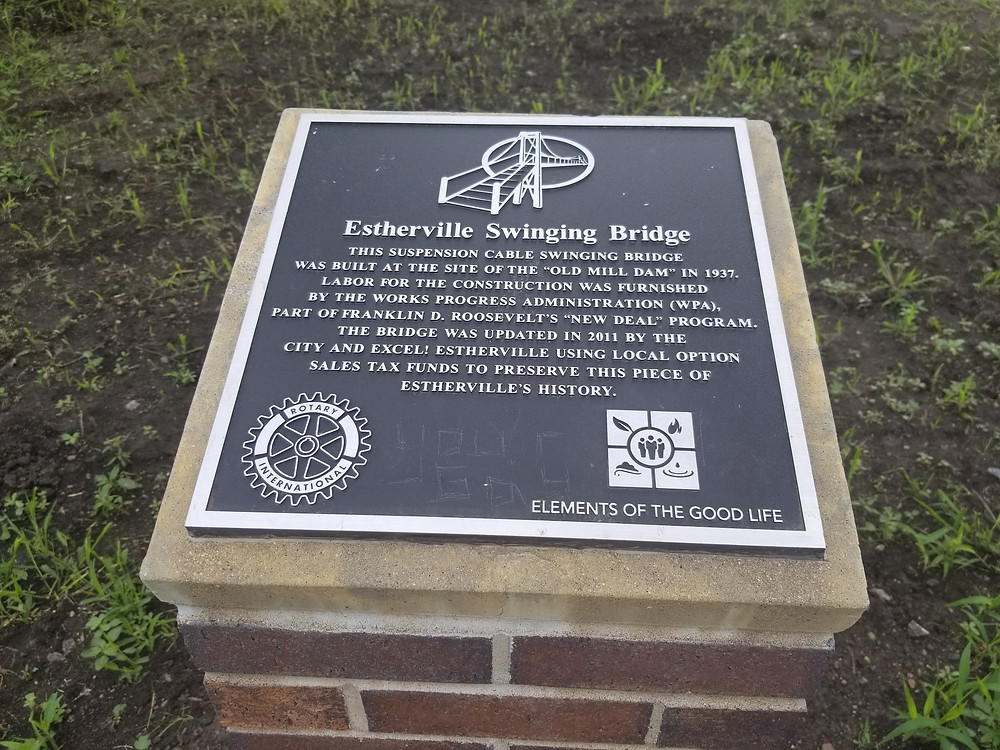 Estherville Swinging Bridge
THIS SUSPENSION CABLE SWINGING BRIDGE
WAS BUILT AT THE SITE OF THE “OLD MILL DAM” IN 1937.
LABOR FOR THE CONSTRUCTION WAS FURNISHED
BY THE WORKS PROGRESS ADMINISTRATION (WPA),
PART OF FRANKLIN D. ROOSEVELT’S “NEW DEAL” PROGRAM.
THE BRIDGE WAS UPDATED IN 2011 BY THE
CITY AND EXCEL! ESTHERVILLE USING LOCAL OPTION
SALES TAX FUNDS TO PRESERVE THIS PIECE OF
ESTHERVILLE’S HISTORY.
ROTARY
INTERNATIONAL
ELEMENTS OF THE GOOD LIFE